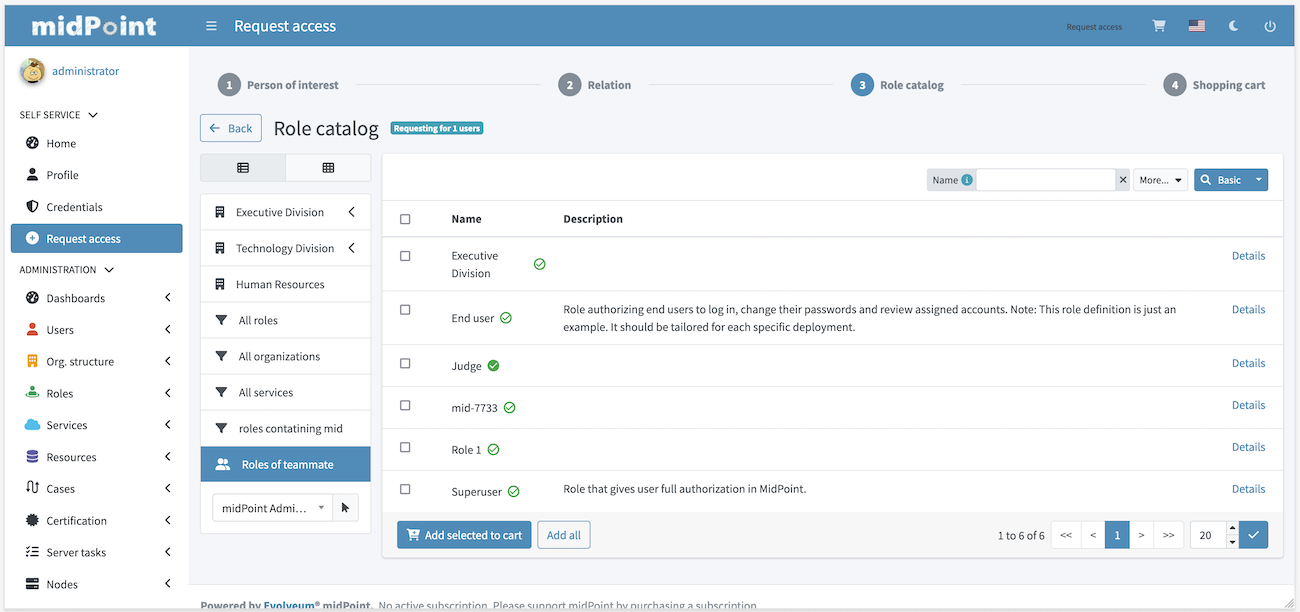 midPoint
Request access
Request access
administrator
SELF SERVICE
Home
Profile
Credentials
Request access
ADMINISTRATION
Dashboards
Users
Org. structure
Roles
Services
Resources
Cases
Certification
Server tasks
Nodes
1 Person of interest
2 Relation
3 Role catalog
4 Shopping cart
Back
Role catalog
Requesting for 1 users
Executive Division
Technology Division
Human Resources
All roles
All organizations
All services
roles contatining mid
Roles of teammate
midPoint Admi...
Name
More...
Basic
Name Description
Executive
Division
Details
End user
Role authorizing end users to log in, change their passwords and review assigned accounts. Note: This role definition is just an
example. It should be tailored for each specific deployment.
Details
Judge Details
mid-7733 Details
Role 1 Details
Superuser Role that gives user full authorization in MidPoint. Details
Add selected to cart
Add all
1 to 6 of 6
<< < 1 > >>
20
Powered by Evolveum® midPoint. No active subscription. Please support midPoint by purchasing a subscription